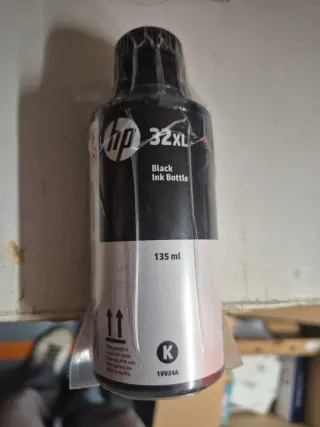 hp 32XL
Black
Ink Bottle
135 ml
K
1VV24A